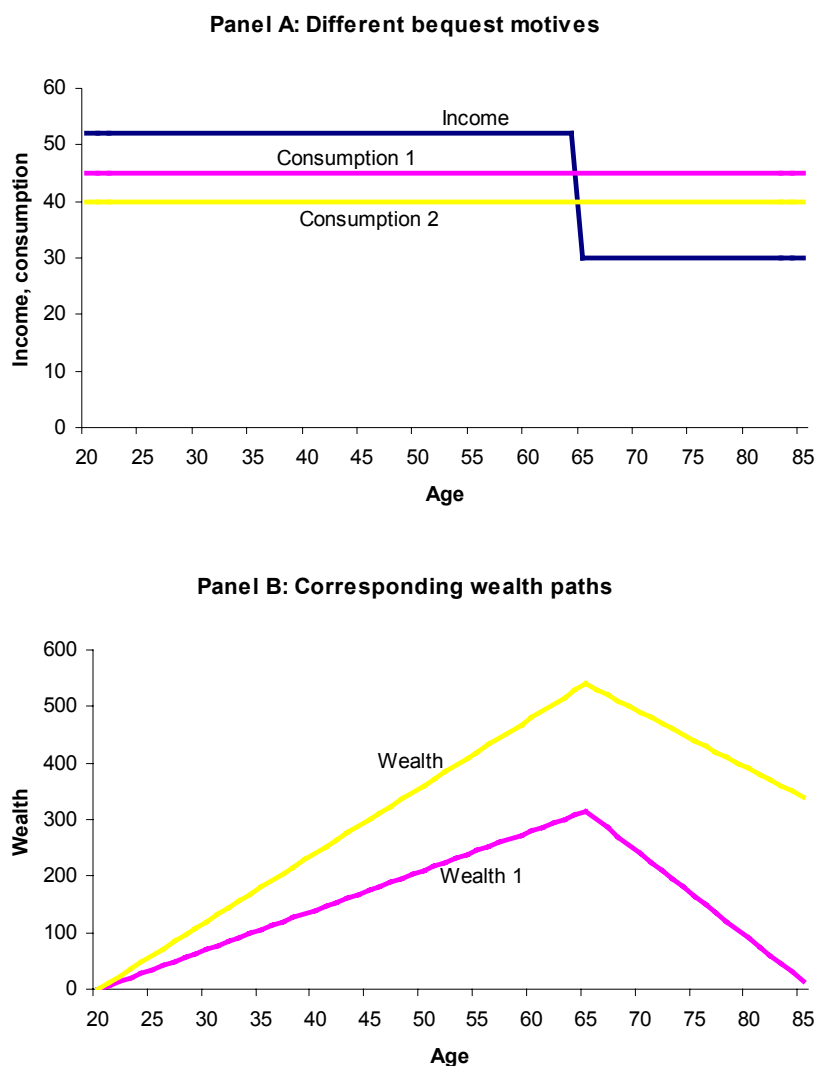 Panel A: Different bequest motives
60
50
40
30
20
10
0
Income, consumption
Income
Consumption 1
Consumption 2
20 25 30 35 40 45 50 55 60 65 70 75 80 85
Age
Panel B: Corresponding wealth paths
600
500
400
300
200
100
0
Wealth
Wealth
Wealth 1
20 25 30 35 40 45 50 55 60 65 70 75 80 85
Age